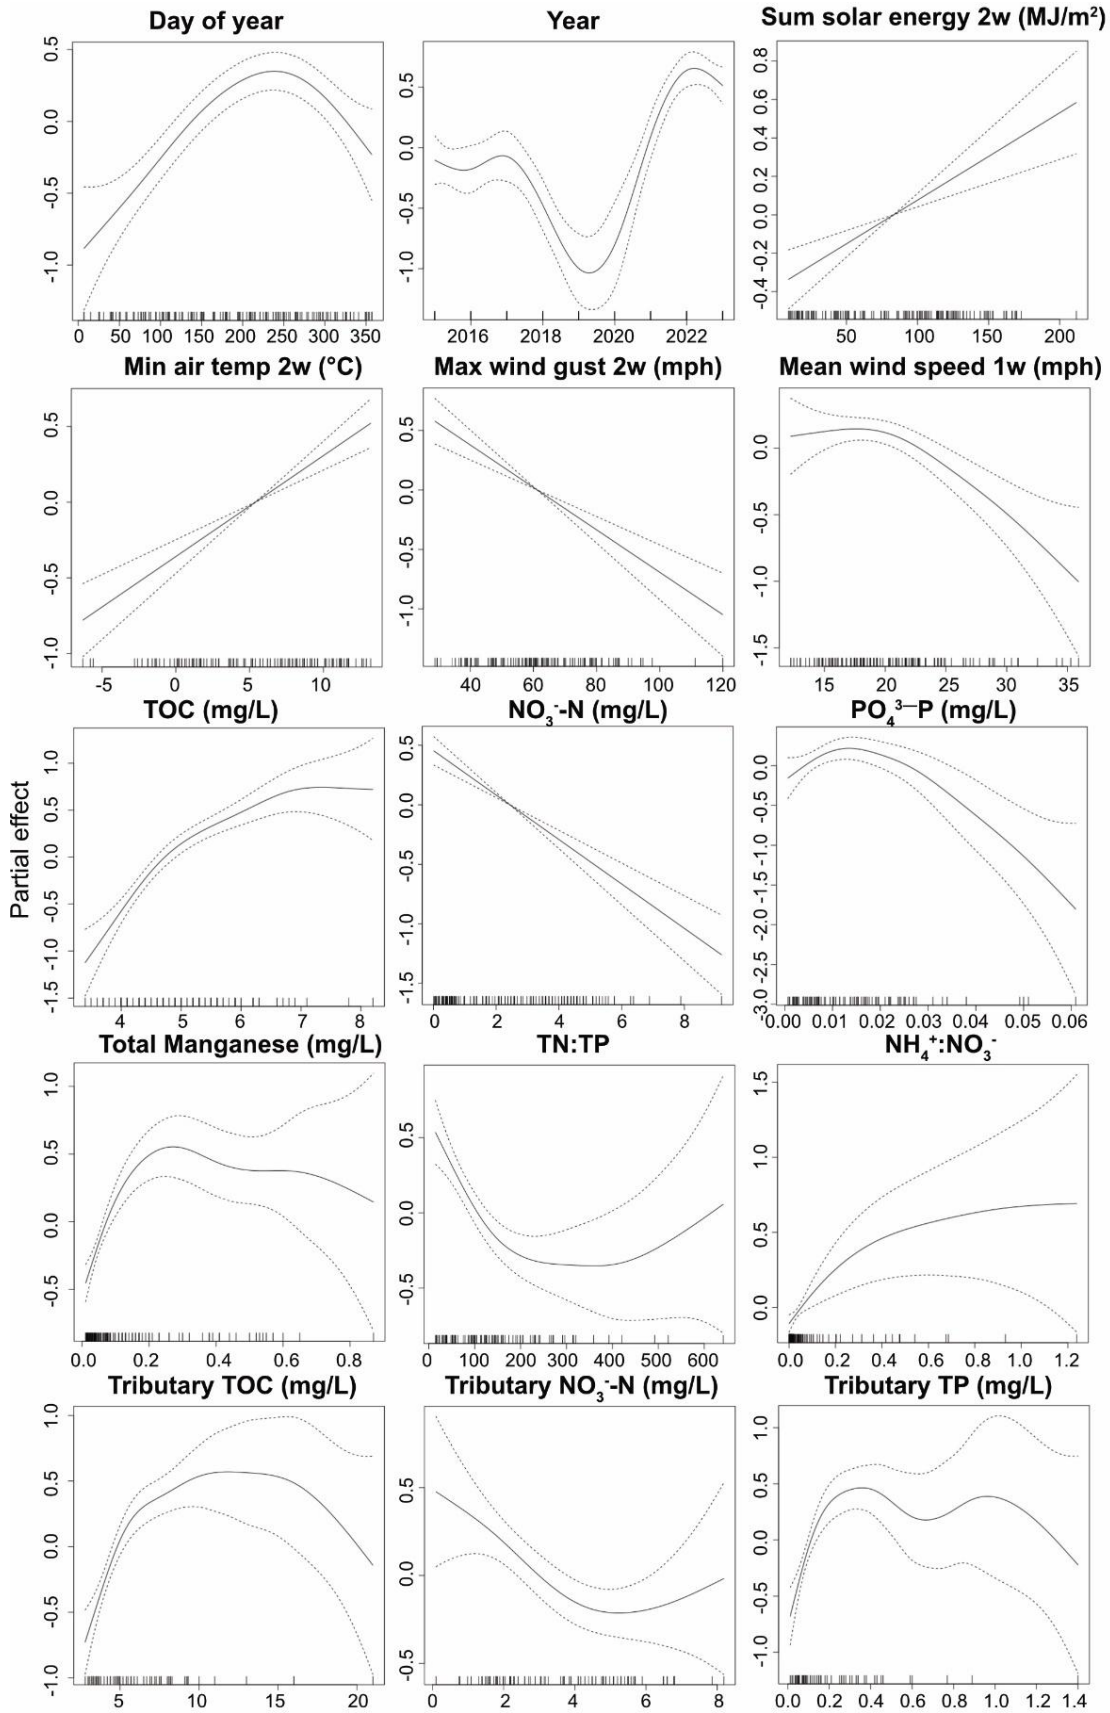 Day of year
Year
Sum solar energy 2w (MJ/m²)
0.5
0.0
-0.5
-1.0
0 50 100 150 200 250 300 350
0.5
0.0
-0.5
-1.0
2016 2018 2020 2022
0.8
0.6
0.4
0.2
0.0
-0.2
-0.4
50 100 150 200
Min air temp 2w (°C)
Max wind gust 2w (mph)
Mean wind speed 1w (mph)
0.5
0.0
-0.5
-1.0
-5 0 5 10
0.5
0.0
-0.5
-1.0
40 60 80 100 120
0.0
-0.5
-1.0
-1.5
15 20 25 30 35
TOC (mg/L)
NO₃⁻-N (mg/L)
PO₄³—P (mg/L)
Partial effect
1.0
0.5
0.0
-0.5
-1.0
-1.5
4 5 6 7 8
0.5
0.0
-0.5
-1.0
-1.5
0 2 4 6 8
0.0
-0.5
-1.0
-1.5
-2.0
-2.5
-3.0
0.00 0.01 0.02 0.03 0.04 0.05 0.06
Total Manganese (mg/L)
TN:TP
NH₄⁺:NO₃⁻
1.0
0.5
0.0
-0.5
0.0 0.2 0.4 0.6 0.8
0.5
0.0
-0.5
0 100 200 300 400 500 600
1.5
1.0
0.5
0.0
0.0 0.2 0.4 0.6 0.8 1.0 1.2
Tributary TOC (mg/L)
Tributary NO₃⁻-N (mg/L)
Tributary TP (mg/L)
1.0
0.5
0.0
-0.5
-1.0
5 10 15 20
0.5
0.0
-0.5
0 2 4 6 8
1.0
0.5
0.0
-0.5
-1.0
0.0 0.2 0.4 0.6 0.8 1.0 1.2 1.4